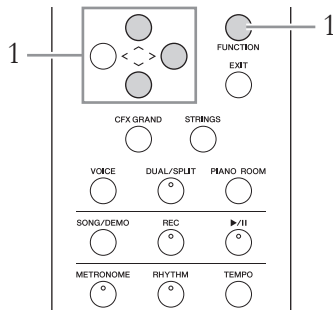 1
1
FUNCTION
EXIT
CFX GRAND STRINGS
VOICE DUAL/SPLIT PIANO ROOM
SONG/DEMO REC ▶/II
METRONOME RHYTHM TEMPO